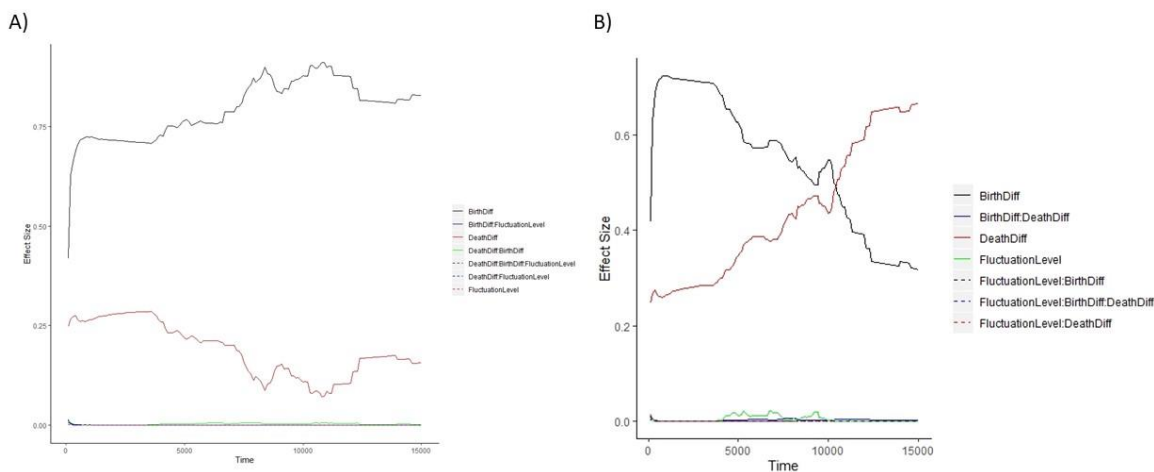 A)
Effect Size
0.75
0.50
0.25
0.00
0
5000
10000
15000
Time
BirthDiff
BirthDiff:FluctuationLevel
DeathDiff
DeathDiff:BirthDiff
DeathDiff:BirthDiff:FluctuationLevel
DeathDiff:FluctuationLevel
FluctuationLevel
B)
Effect Size
0.6
0.4
0.2
0.0
0
5000
10000
15000
Time
BirthDiff
BirthDiff:DeathDiff
DeathDiff
FluctuationLevel
FluctuationLevel:BirthDiff
FluctuationLevel:BirthDiff:DeathDiff
FluctuationLevel:DeathDiff